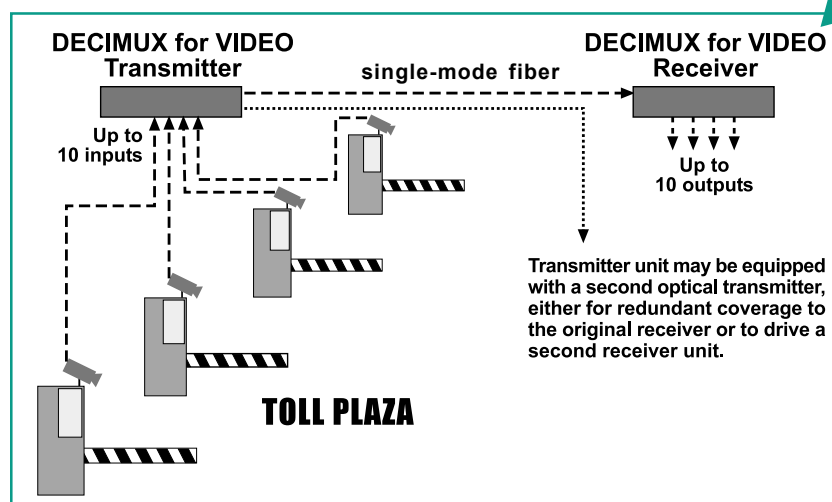 DECIMUX for VIDEO
Transmitter
DECIMUX for VIDEO
Receiver
single-mode fiber
Up to
10 inputs
Up to
10 outputs
Transmitter unit may be equipped
with a second optical transmitter,
either for redundant coverage to
the original receiver or to drive a
second receiver unit.
TOLL PLAZA